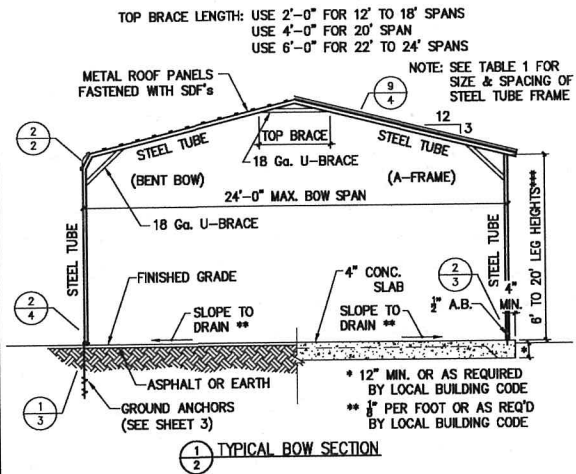 TOP BRACE LENGTH: USE 2'-0" FOR 12' TO 18' SPANS
USE 4'-0" FOR 20' SPAN
USE 6'-0" FOR 22' TO 24' SPANS
NOTE: SEE TABLE 1 FOR
SIZE & SPACING OF
STEEL TUBE FRAME
METAL ROOF PANELS
FASTENED WITH SDF's
9
4
12
3
2
2
STEEL TUBE
TOP BRACE
STEEL TUBE
18 Ga. U-BRACE
(BENT BOW)
(A-FRAME)
24'-0" MAX. BOW SPAN
18 Ga. U-BRACE
STEEL TUBE
STEEL TUBE
6' TO 20' LEG HEIGHTS***
FINISHED GRADE
4" CONC.
SLAB
2
3
4"
MIN.
1/2" A.B.
2
4
SLOPE TO
DRAIN **
SLOPE TO
DRAIN **
*
ASPHALT OR EARTH
1
3
GROUND ANCHORS
(SEE SHEET 3)
* 12" MIN. OR AS REQUIRED
BY LOCAL BUILDING CODE
** 1/8" PER FOOT OR AS REQ'D
BY LOCAL BUILDING CODE
1
2
TYPICAL BOW SECTION